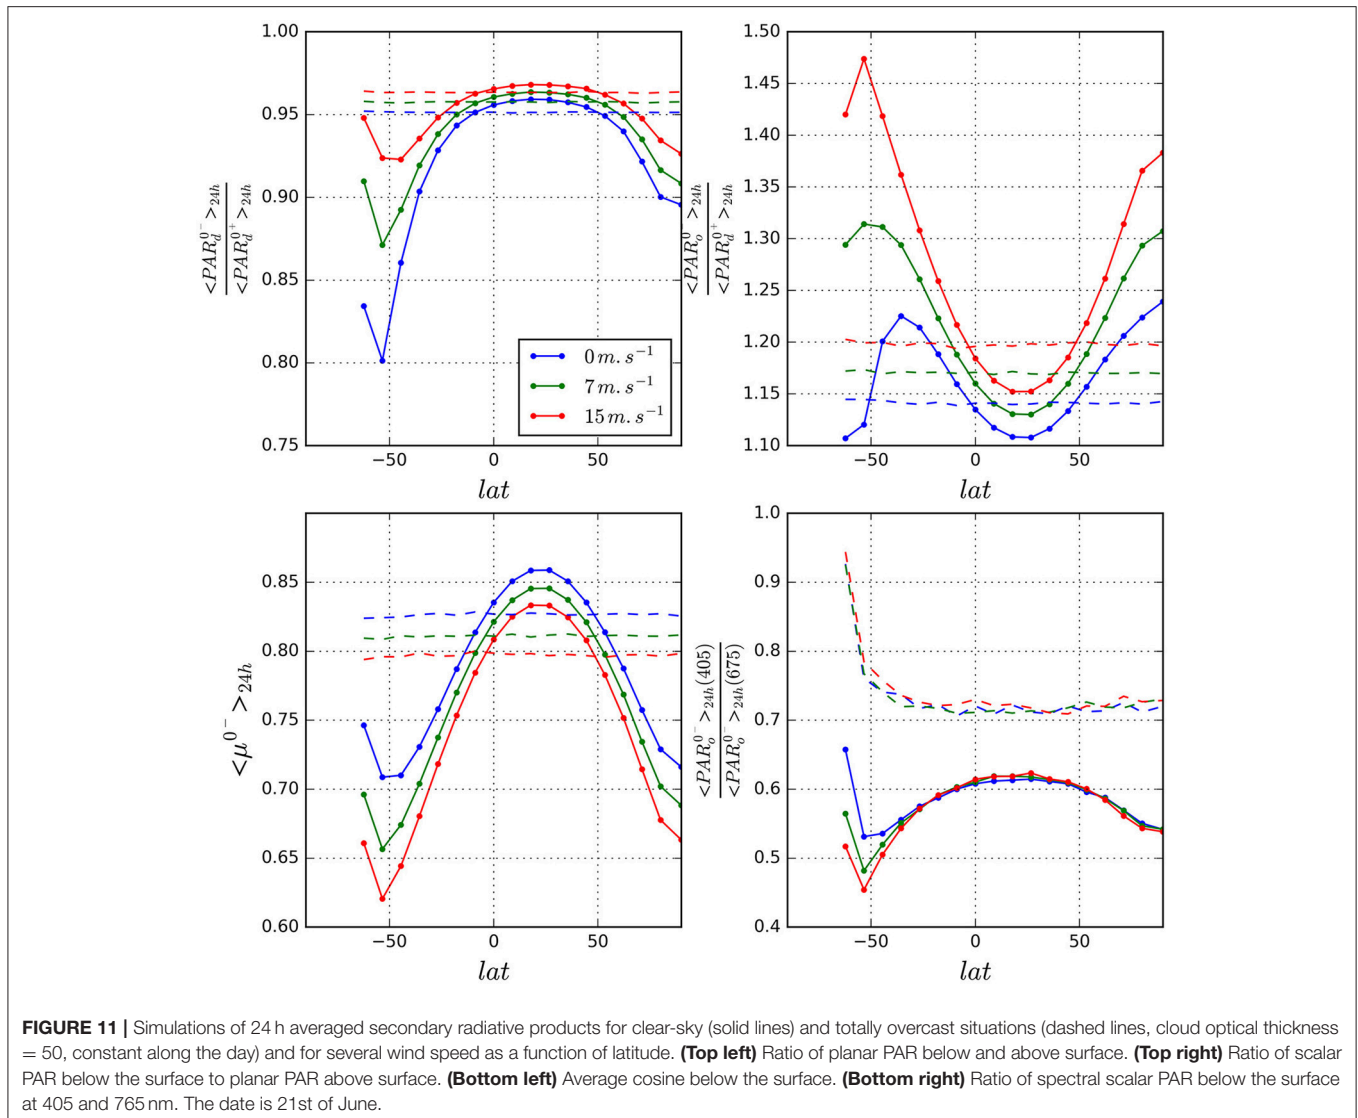 1.00
0.95
0.90
0.85
0.80
0.75
−50
0
50
lat
<PAR_d^{0^-}>_{24h}
<PAR_d^{0^+}>_{24h}
0 m. s^{−1}
7 m. s^{−1}
15 m. s^{−1}
1.50
1.45
1.40
1.35
1.30
1.25
1.20
1.15
1.10
−50
0
50
lat
<PAR_o^{0^-}>_{24h}
<PAR_d^{0^+}>_{24h}
0.85
0.80
0.75
0.70
0.65
0.60
−50
0
50
lat
<μ^{0^-}>_{24h}
1.0
0.9
0.8
0.7
0.6
0.5
0.4
−50
0
50
lat
<PAR_o^{0^-}>_{24h}(405)
<PAR_o^{0^-}>_{24h}(675)
FIGURE 11 | Simulations of 24 h averaged secondary radiative products for clear-sky (solid lines) and totally overcast situations (dashed lines, cloud optical thickness
= 50, constant along the day) and for several wind speed as a function of latitude. (Top left) Ratio of planar PAR below and above surface. (Top right) Ratio of scalar
PAR below the surface to planar PAR above surface. (Bottom left) Average cosine below the surface. (Bottom right) Ratio of spectral scalar PAR below the surface
at 405 and 765 nm. The date is 21st of June.